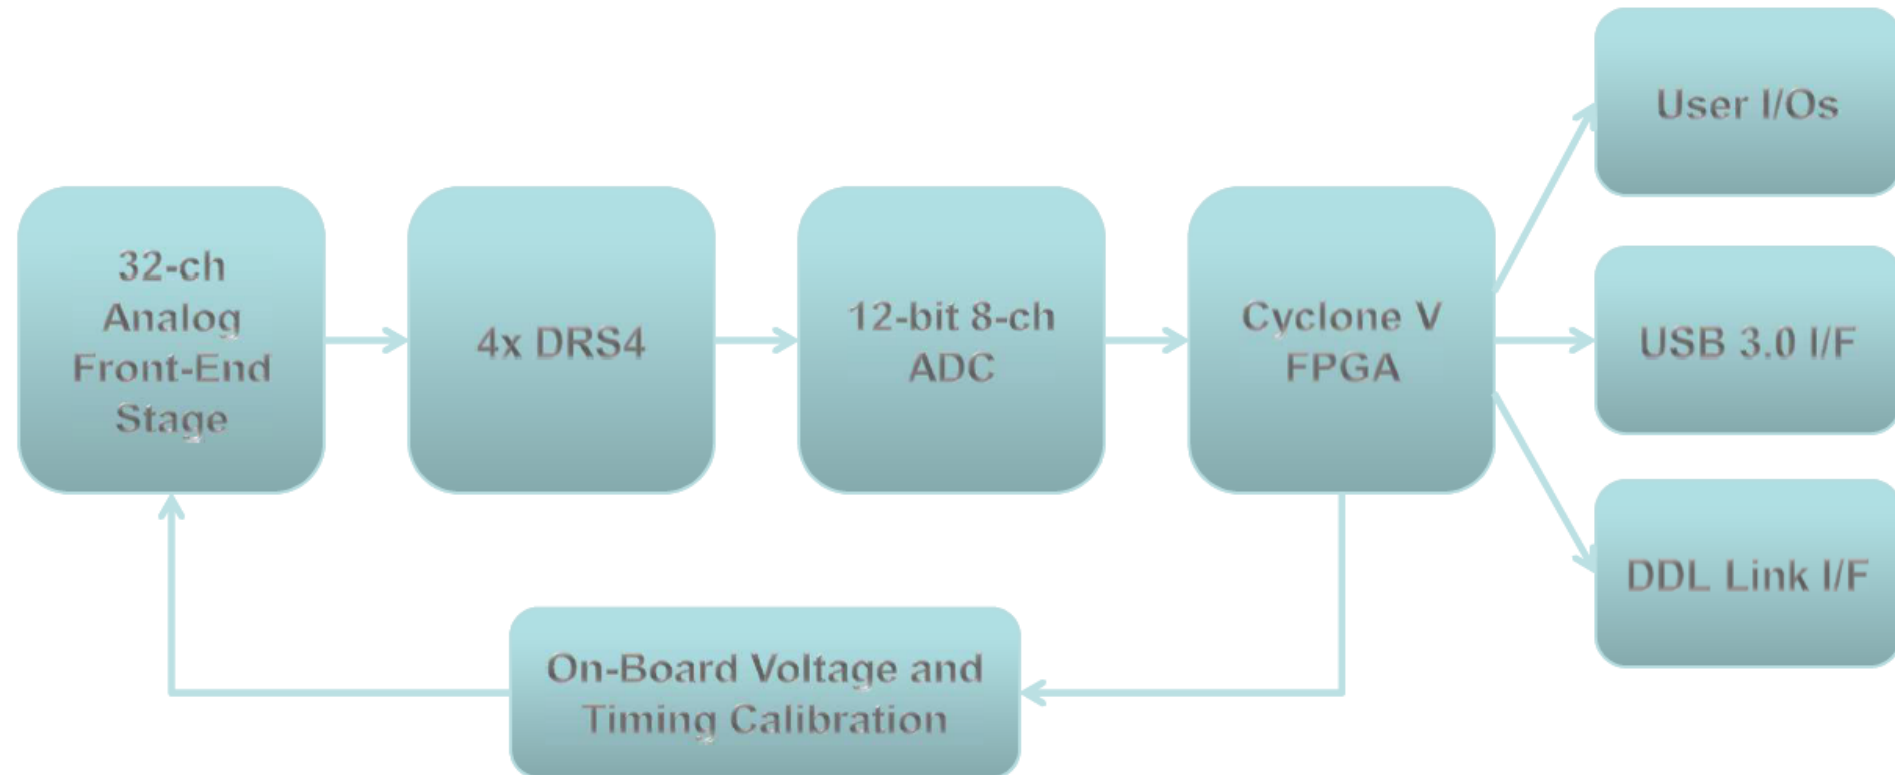 32-ch
Analog
Front-End
Stage
4x DRS4
12-bit 8-ch
ADC
Cyclone V
FPGA
User I/Os
USB 3.0 I/F
DDL Link I/F
On-Board Voltage and
Timing Calibration